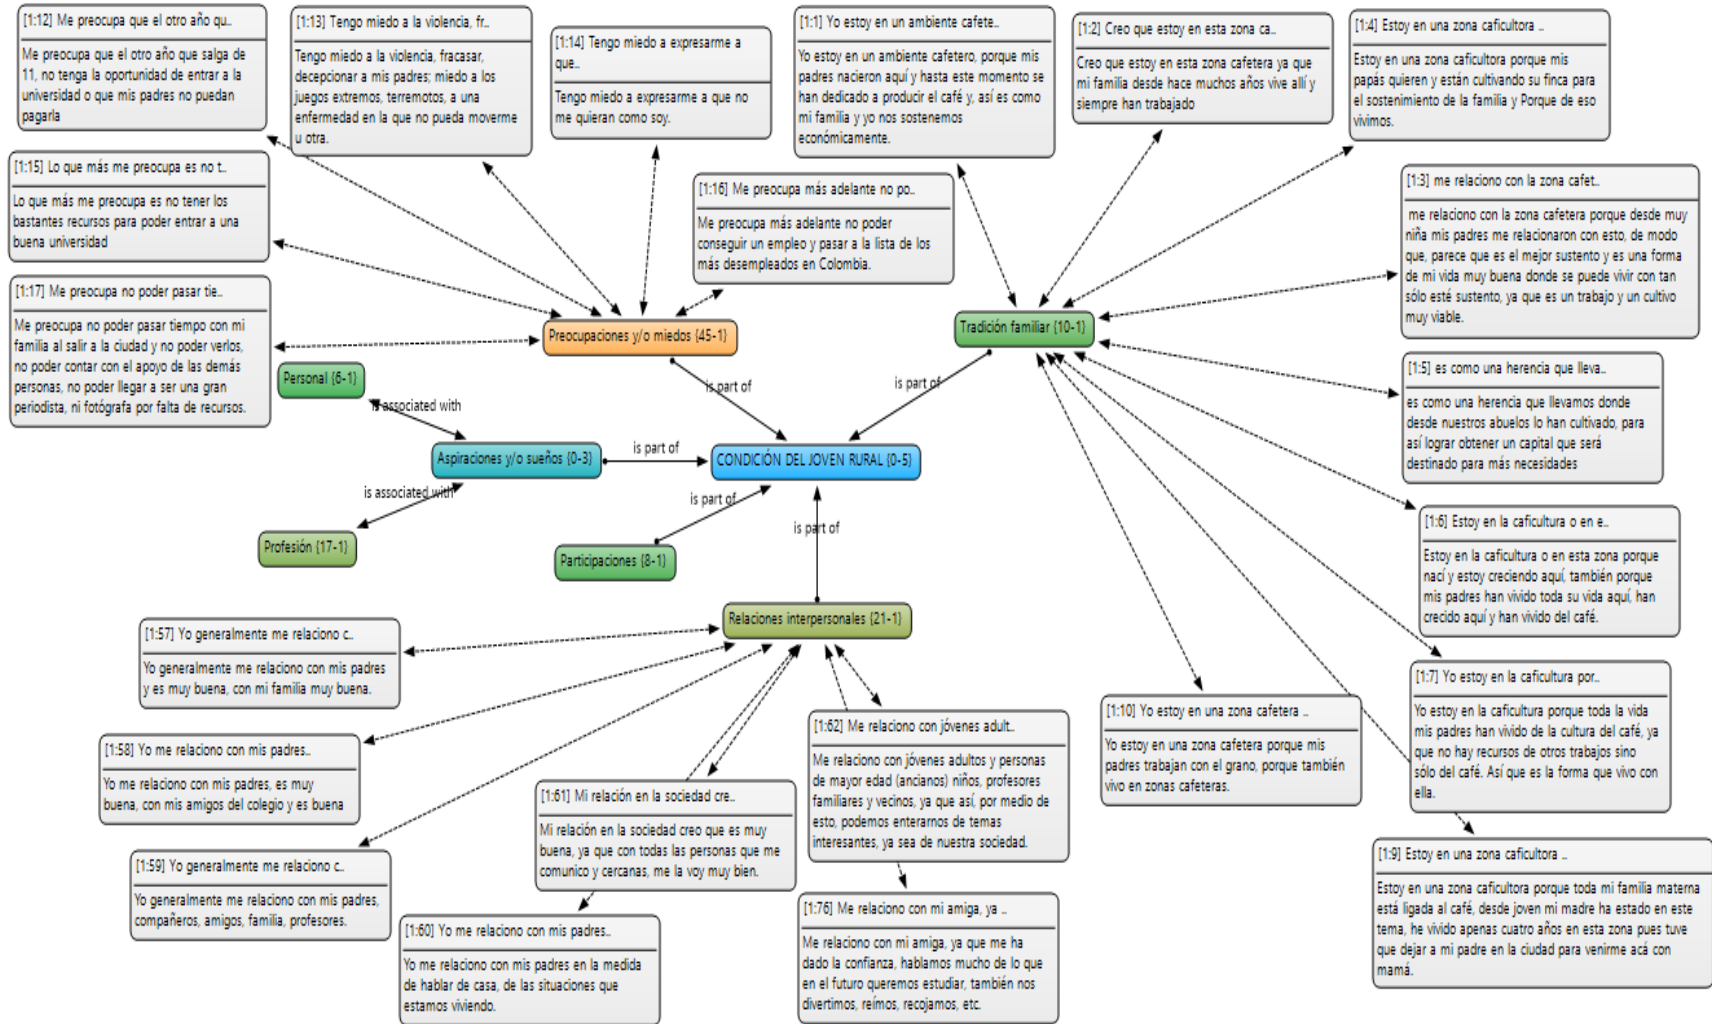 [1:12] Me preocupa que el otro año qu..
Me preocupa que el otro año que salga de
11, no tenga la oportunidad de entrar a la
universidad o que mis padres no puedan
pagarla
[1:13] Tengo miedo a la violencia, fr..
Tengo miedo a la violencia, fracasar,
decepcionar a mis padres; miedo a los
juegos extremos, terremotos, a una
enfermedad en la que no pueda moverme
u otra.
[1:14] Tengo miedo a expresarme a
que..
Tengo miedo a expresarme a que no
me quieran como soy.
[1:1] Yo estoy en un ambiente cafete..
Yo estoy en un ambiente cafetero, porque mis
padres nacieron aquí y hasta este momento se
han dedicado a producir el café y, así es como
mi familia y yo nos sostenemos
económicamente.
[1:2] Creo que estoy en esta zona ca..
Creo que estoy en esta zona cafetera ya que
mi familia desde hace muchos años vive allí y
siempre han trabajado
[1:4] Estoy en una zona caficultora ..
Estoy en una zona caficultora porque mis
papás quieren y están cultivando su finca para
el sostenimiento de la familia y Porque de eso
vivimos.
[1:15] Lo que más me preocupa es no t..
Lo que más me preocupa es no tener los
bastantes recursos para poder entrar a una
buena universidad
[1:16] Me preocupa más adelante no po..
Me preocupa más adelante no poder
conseguir un empleo y pasar a la lista de los
más desempleados en Colombia.
[1:3] me relaciono con la zona cafet..
me relaciono con la zona cafetera porque desde muy
niña mis padres me relacionaron con esto, de modo
que, parece que es el mejor sustento y es una forma
de mi vida muy buena donde se puede vivir con tan
sólo esté sustento, ya que es un trabajo y un cultivo
muy viable.
[1:17] Me preocupa no poder pasar tie..
Me preocupa no poder pasar tiempo con mi
familia al salir a la ciudad y no poder verlos,
no poder contar con el apoyo de las demás
personas, no poder llegar a ser una gran
periodista, ni fotógrafa por falta de recursos.
Preocupaciones y/o miedos {45-1}
Tradición familiar {10-1}
Personal {6-1}
is part of
is part of
is associated with
[1:5] es como una herencia que lleva..
es como una herencia que llevamos donde
desde nuestros abuelos lo han cultivado, para
así lograr obtener un capital que será
destinado para más necesidades
Aspiraciones y/o sueños {0-3}
is part of
CONDICIÓN DEL JOVEN RURAL {0-5}
is associated with
is part of
is part of
Profesión {17-1}
Participaciones {8-1}
[1:6] Estoy en la caficultura o en e..
Estoy en la caficultura o en esta zona porque
nací y estoy creciendo aquí, también porque
mis padres han vivido toda su vida aquí, han
crecido aquí y han vivido del café.
Relaciones interpersonales {21-1}
[1:57] Yo generalmente me relaciono c..
Yo generalmente me relaciono con mis padres
y es muy buena, con mi familia muy buena.
[1:7] Yo estoy en la caficultura por..
Yo estoy en la caficultura porque toda la vida
mis padres han vivido de la cultura del café, ya
que no hay recursos de otros trabajos sino
sólo del café. Así que es la forma que vivo con
ella.
[1:10] Yo estoy en una zona cafetera ..
Yo estoy en una zona cafetera porque mis
padres trabajan con el grano, porque también
vivo en zonas cafeteras.
[1:62] Me relaciono con jóvenes adult..
Me relaciono con jóvenes adultos y personas
de mayor edad (ancianos) niños, profesores
familiares y vecinos, ya que así, por medio de
esto, podemos enterarnos de temas
interesantes, ya sea de nuestra sociedad.
[1:58] Yo me relaciono con mis padres..
Yo me relaciono con mis padres, es muy
buena, con mis amigos del colegio y es buena
[1:61] Mi relación en la sociedad cre..
Mi relación en la sociedad creo que es muy
buena, ya que con todas las personas que me
comunico y cercanas, me la voy muy bien.
[1:59] Yo generalmente me relaciono c..
Yo generalmente me relaciono con mis padres,
compañeros, amigos, familia, profesores.
[1:9] Estoy en una zona caficultora ..
Estoy en una zona caficultora porque toda mi familia materna
está ligada al café, desde joven mi madre ha estado en este
tema, he vivido apenas cuatro años en esta zona pues tuve
que dejar a mi padre en la ciudad para venirme acá con
mamá.
[1:60] Yo me relaciono con mis padres..
Yo me relaciono con mis padres en la medida
de hablar de casa, de las situaciones que
estamos viviendo.
[1:76] Me relaciono con mi amiga, ya ..
Me relaciono con mi amiga, ya que me ha
dado la confianza, hablamos mucho de lo que
en el futuro queremos estudiar, también nos
divertimos, reímos, recojamos, etc.